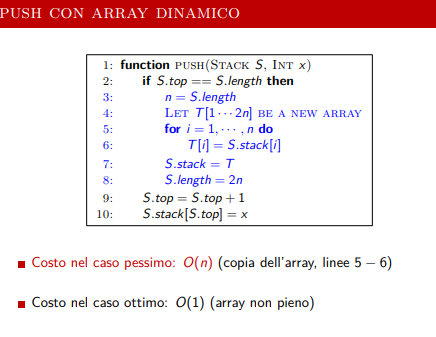 PUSH CON ARRAY DINAMICO
1: function PUSH(STACK S, INT x)
2: if S.top == S.length then
3: n = S.length
4: LET T[1 ··· 2n] BE A NEW ARRAY
5: for i = 1, ··· , n do
6: T[i] = S.stack[i]
7: S.stack = T
8: S.length = 2n
9: S.top = S.top + 1
10: S.stack[S.top] = x
Costo nel caso pessimo: O(n) (copia dell'array, linee 5 − 6)
Costo nel caso ottimo: O(1) (array non pieno)